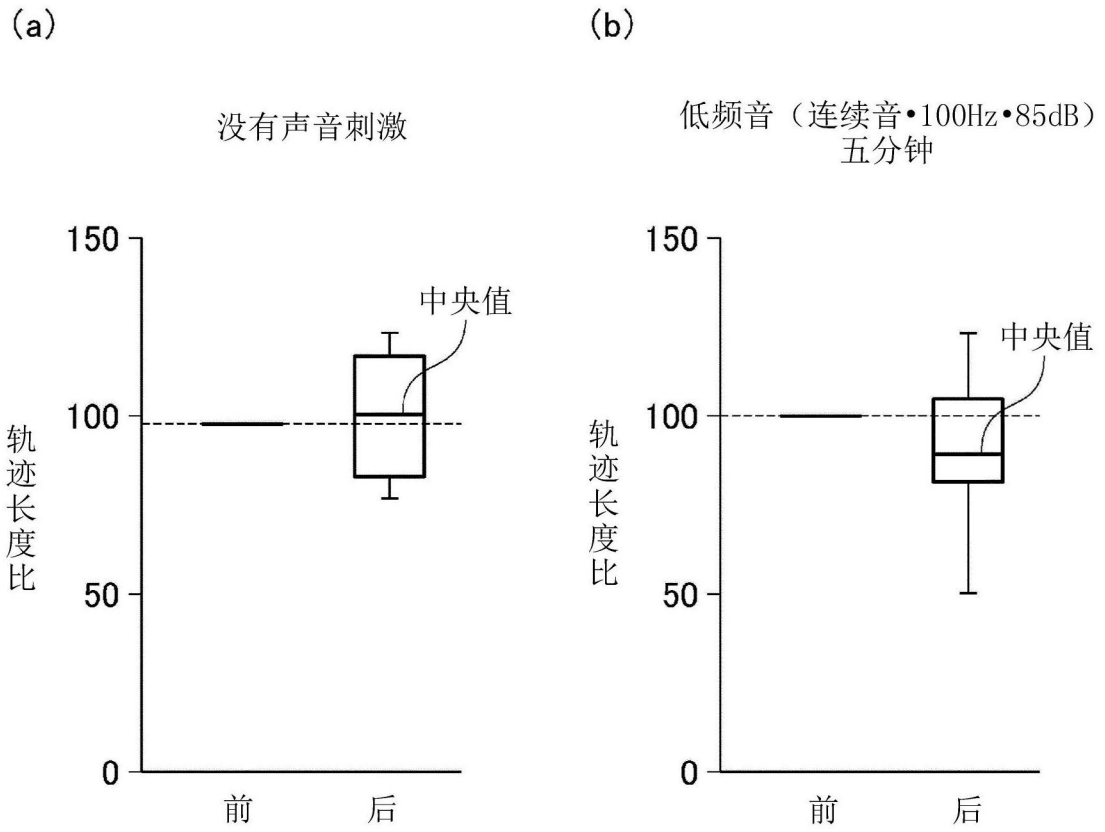 (a)
没有声音刺激
150
100
50
0
轨迹长度比
中央值
前
后
(b)
低频音（连续音•100Hz•85dB）
五分钟
150
100
50
0
轨迹长度比
中央值
前
后